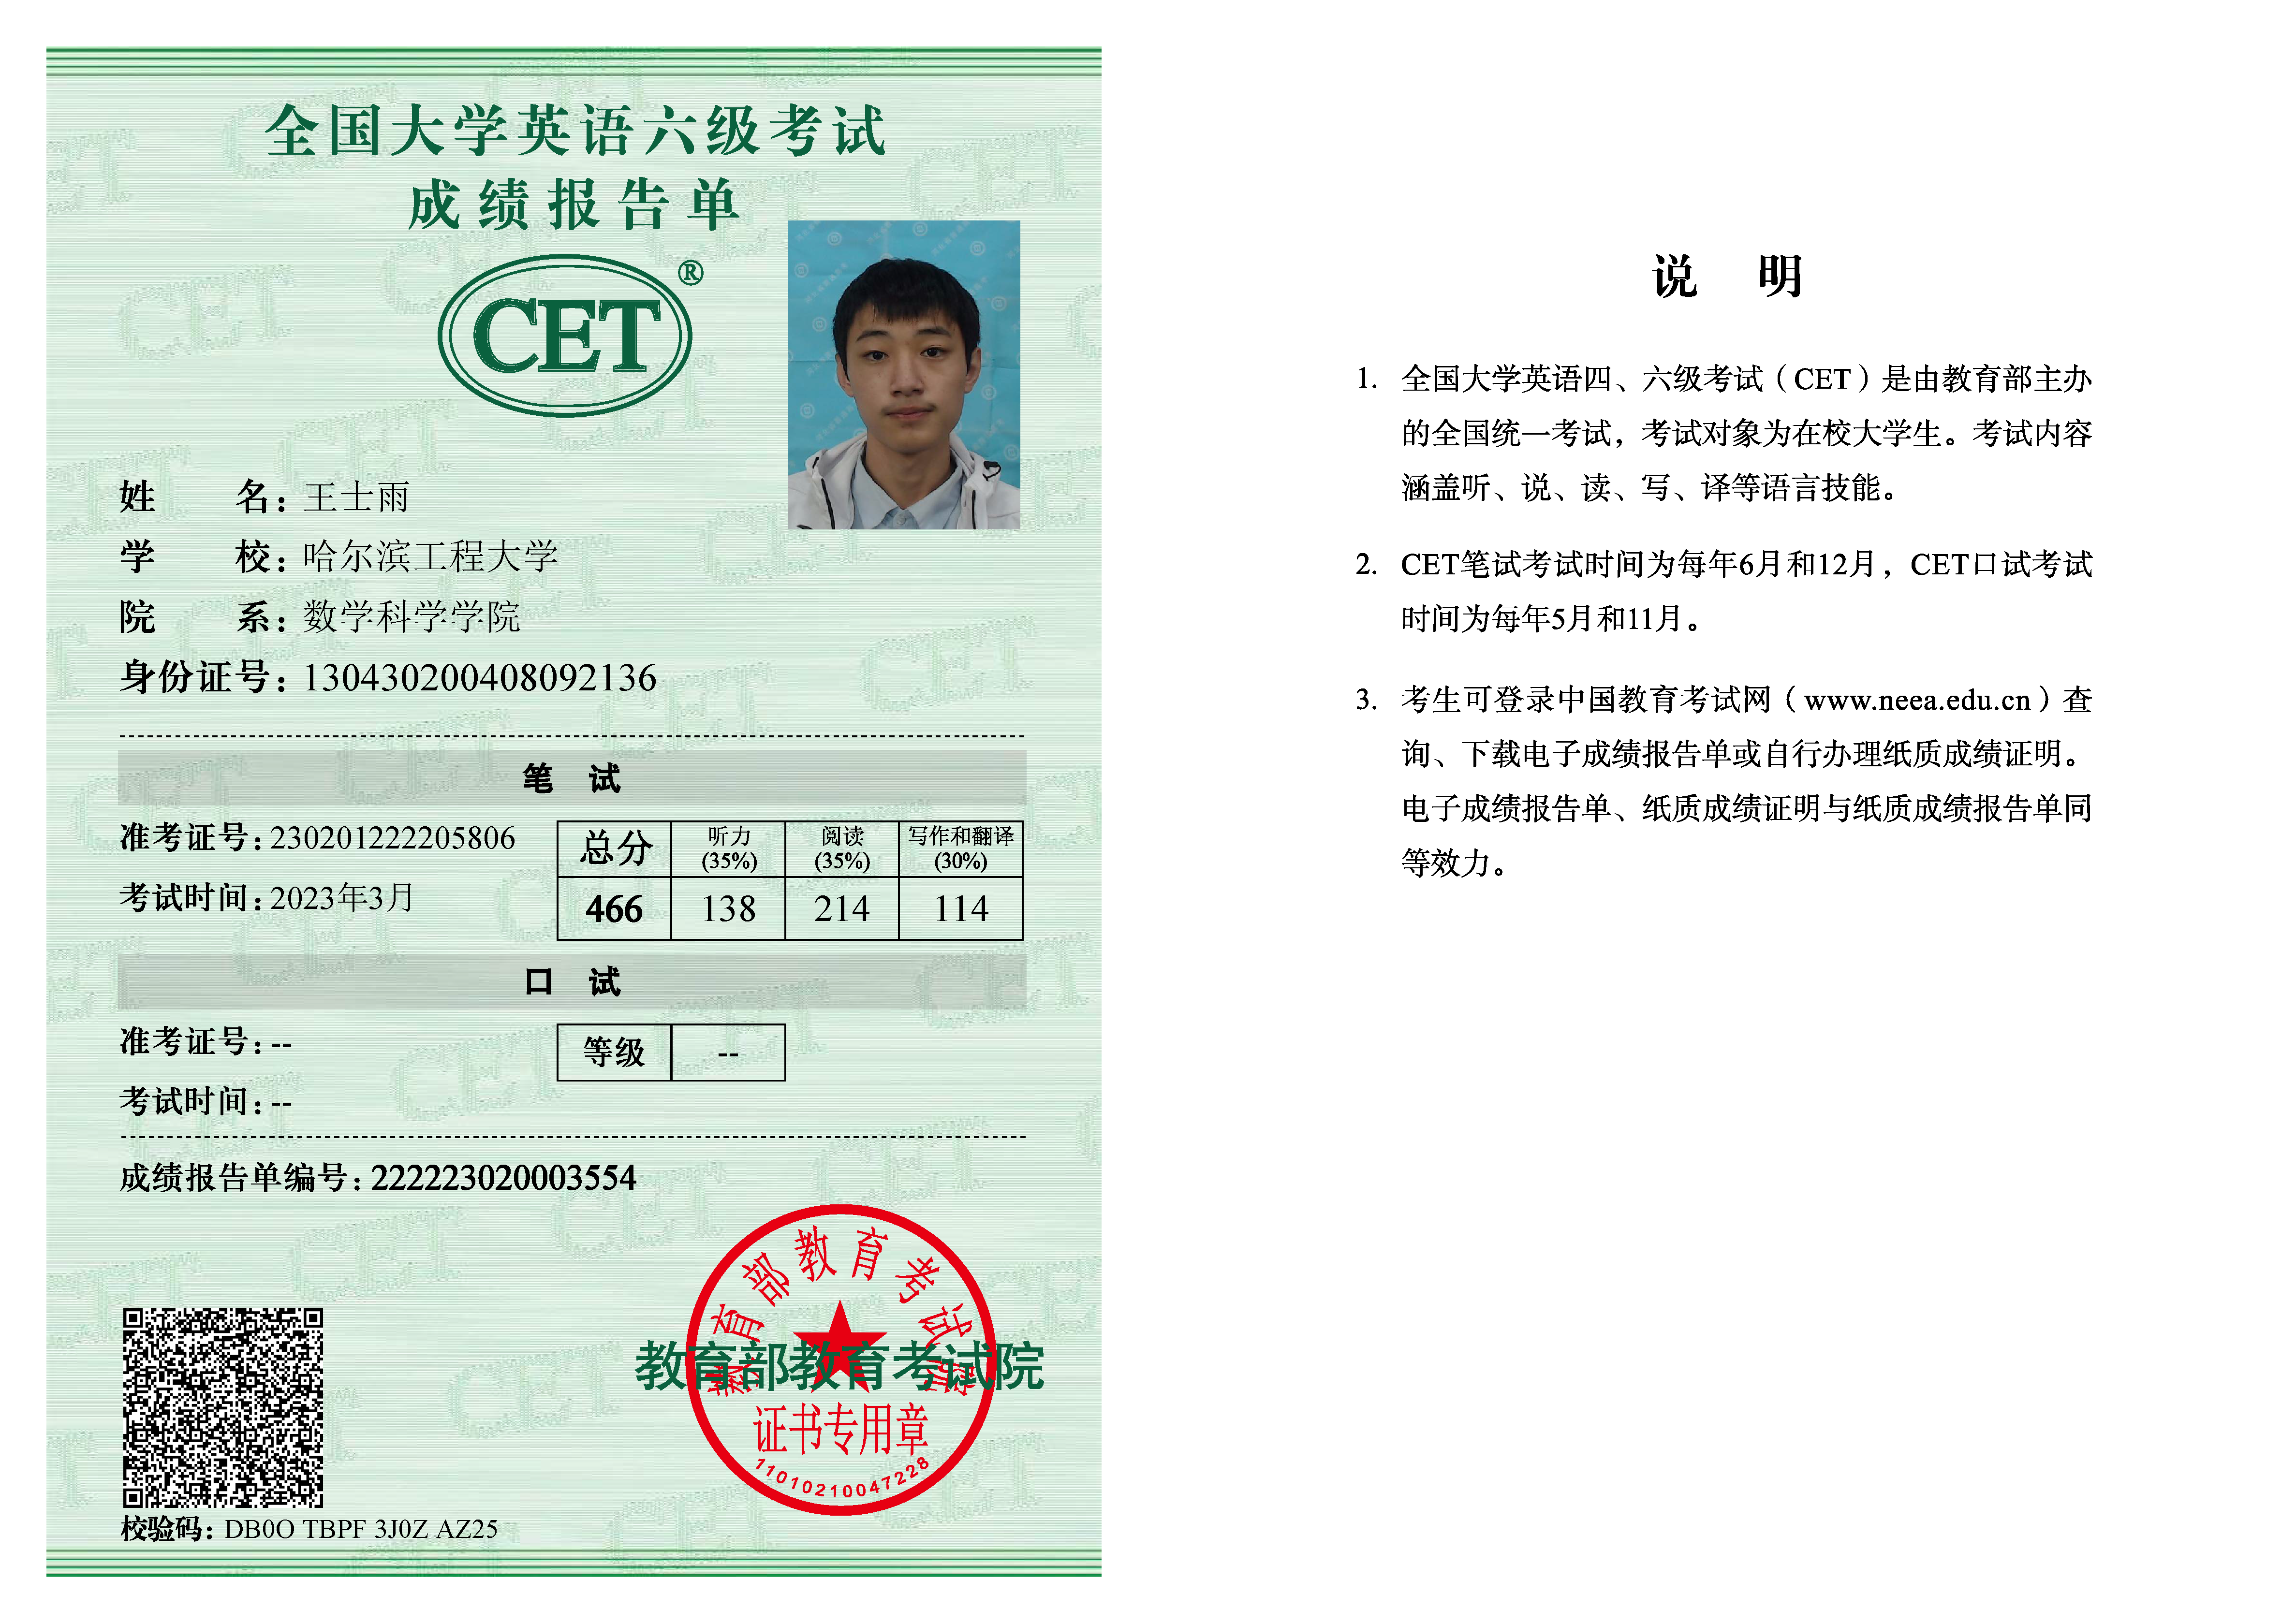 全国大学英语六级考试
成绩报告单
CET®
姓 名：王士雨
学 校：哈尔滨工程大学
院 系：数学科学学院
身份证号：130430200408092136
笔 试
准考证号：230201222205806
考试时间：2023年3月
总分 听力(35%) 阅读(35%) 写作和翻译(30%)
466 138 214 114
口 试
准考证号：--
考试时间：--
等级 --
成绩报告单编号：222223020003554
教育部教育考试院
教育部教育考试院
证书专用章
11010210047228
校验码：DB0O TBPF 3J0Z AZ25
说 明
1. 全国大学英语四、六级考试（CET）是由教育部主办
的全国统一考试，考试对象为在校大学生。考试内容
涵盖听、说、读、写、译等语言技能。
2. CET笔试考试时间为每年6月和12月，CET口试考试
时间为每年5月和11月。
3. 考生可登录中国教育考试网（www.neea.edu.cn）查
询、下载电子成绩报告单或自行办理纸质成绩证明。
电子成绩报告单、纸质成绩证明与纸质成绩报告单同
等效力。